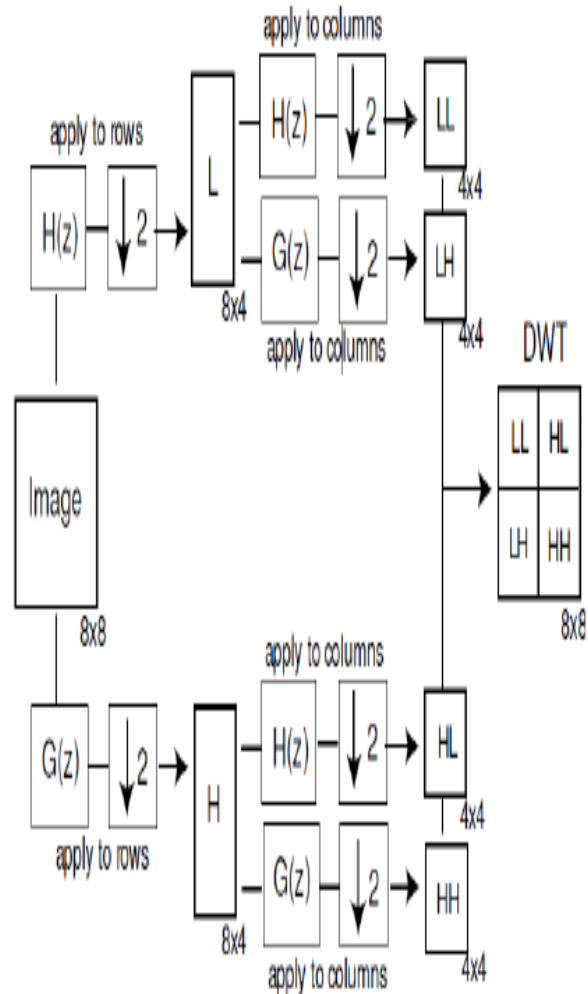 apply to columns
apply to rows
H(z)
2
L
8x4
H(z)
2
LL
4x4
G(z)
2
LH
4x4
apply to columns
Image
8x8
DWT
LL HL
LH HH
8x8
apply to columns
G(z)
2
apply to rows
H
8x4
H(z)
2
HL
4x4
G(z)
2
HH
4x4
apply to columns